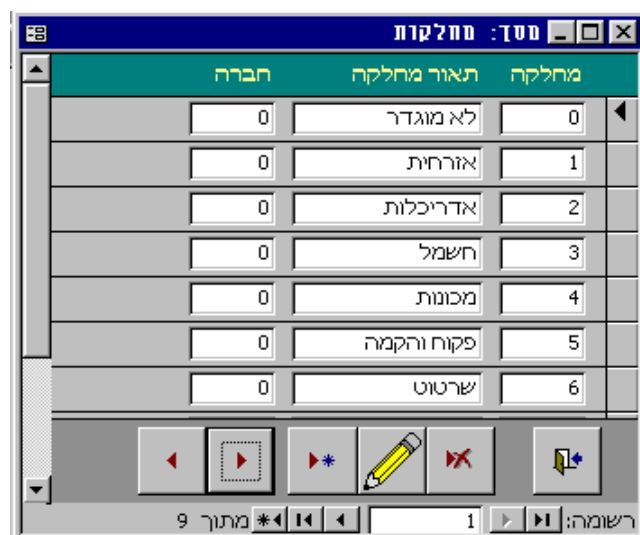 מסך: מחלקות
מחלקה תאור מחלקה חברה
0 לא מוגדר 0
1 אזרחית 0
2 אדריכלות 0
3 חשמל 0
4 מכונות 0
5 פקוח והקמה 0
6 שרטוט 0
רשומה: 1 מתוך 9